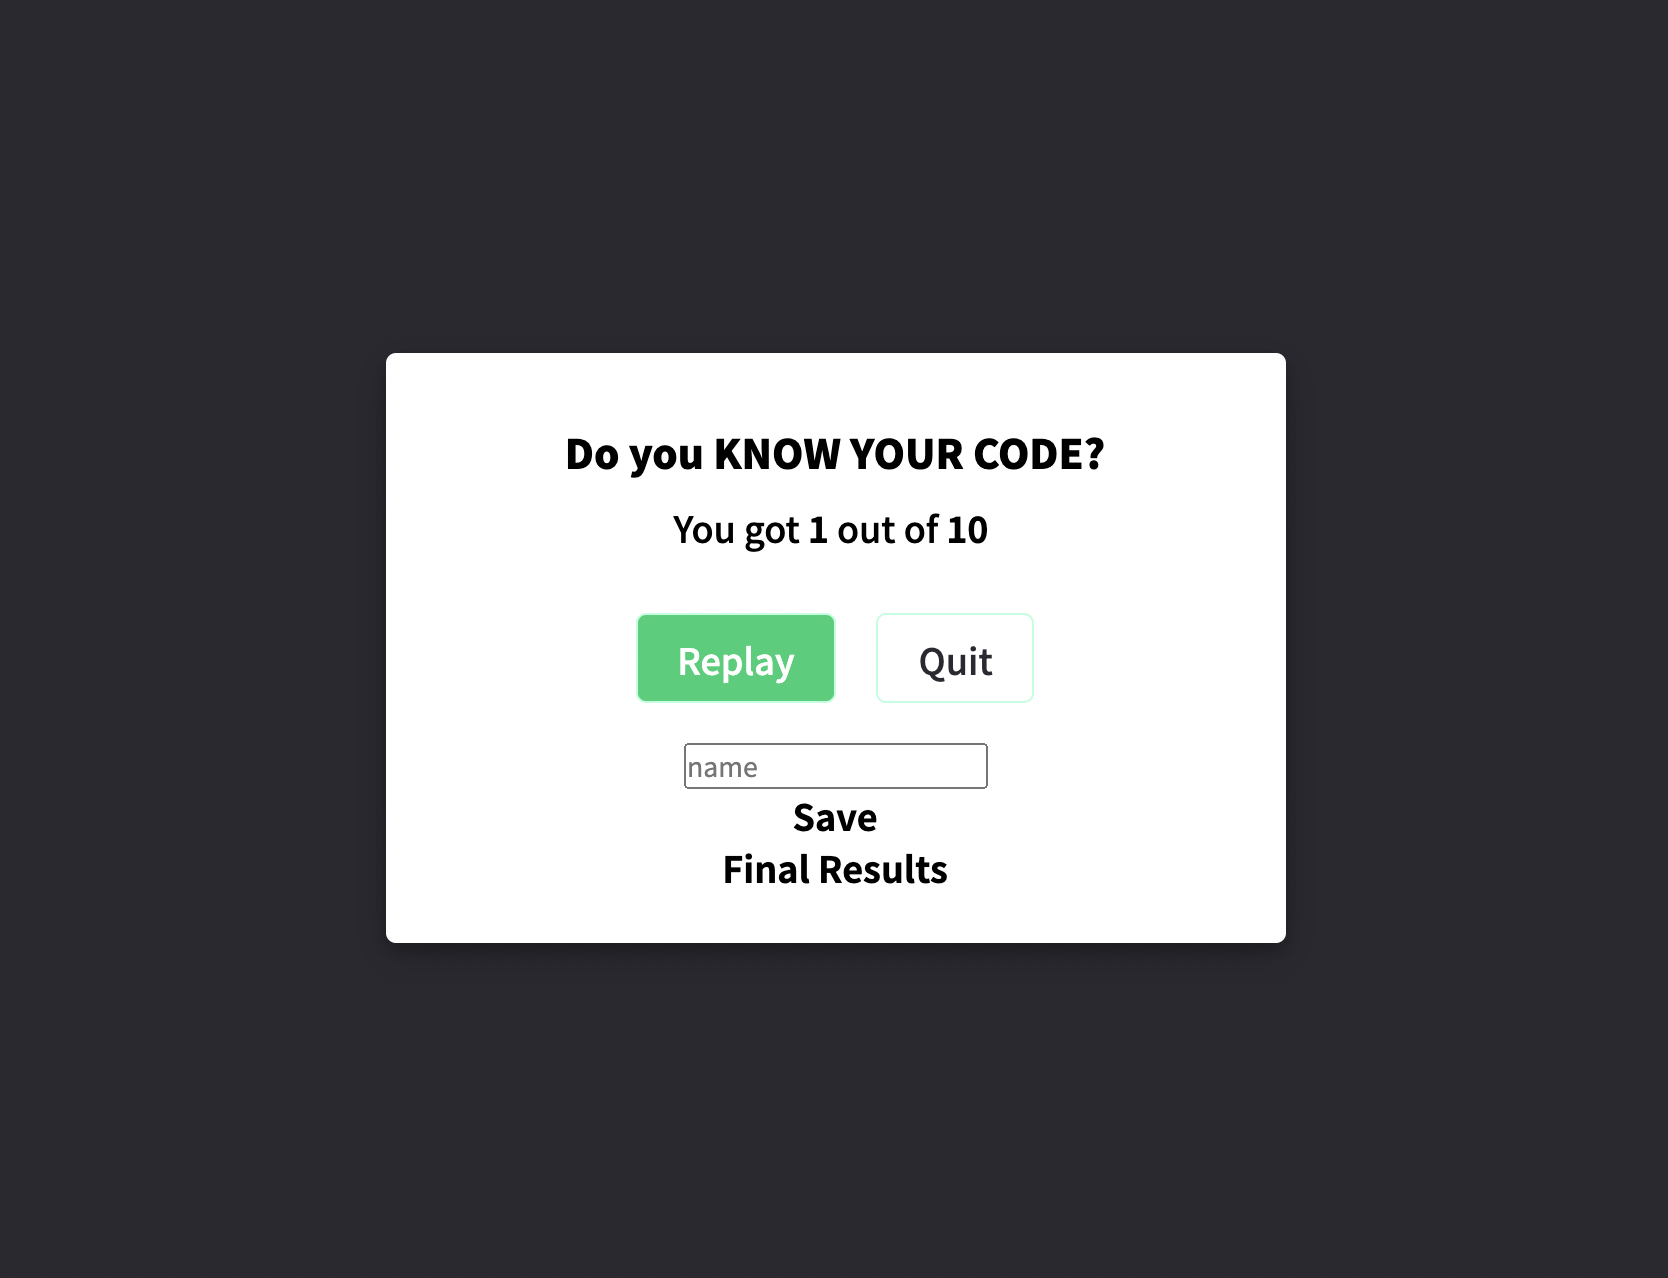 Do you KNOW YOUR CODE?
You got 1 out of 10
Replay Quit
name
Save
Final Results